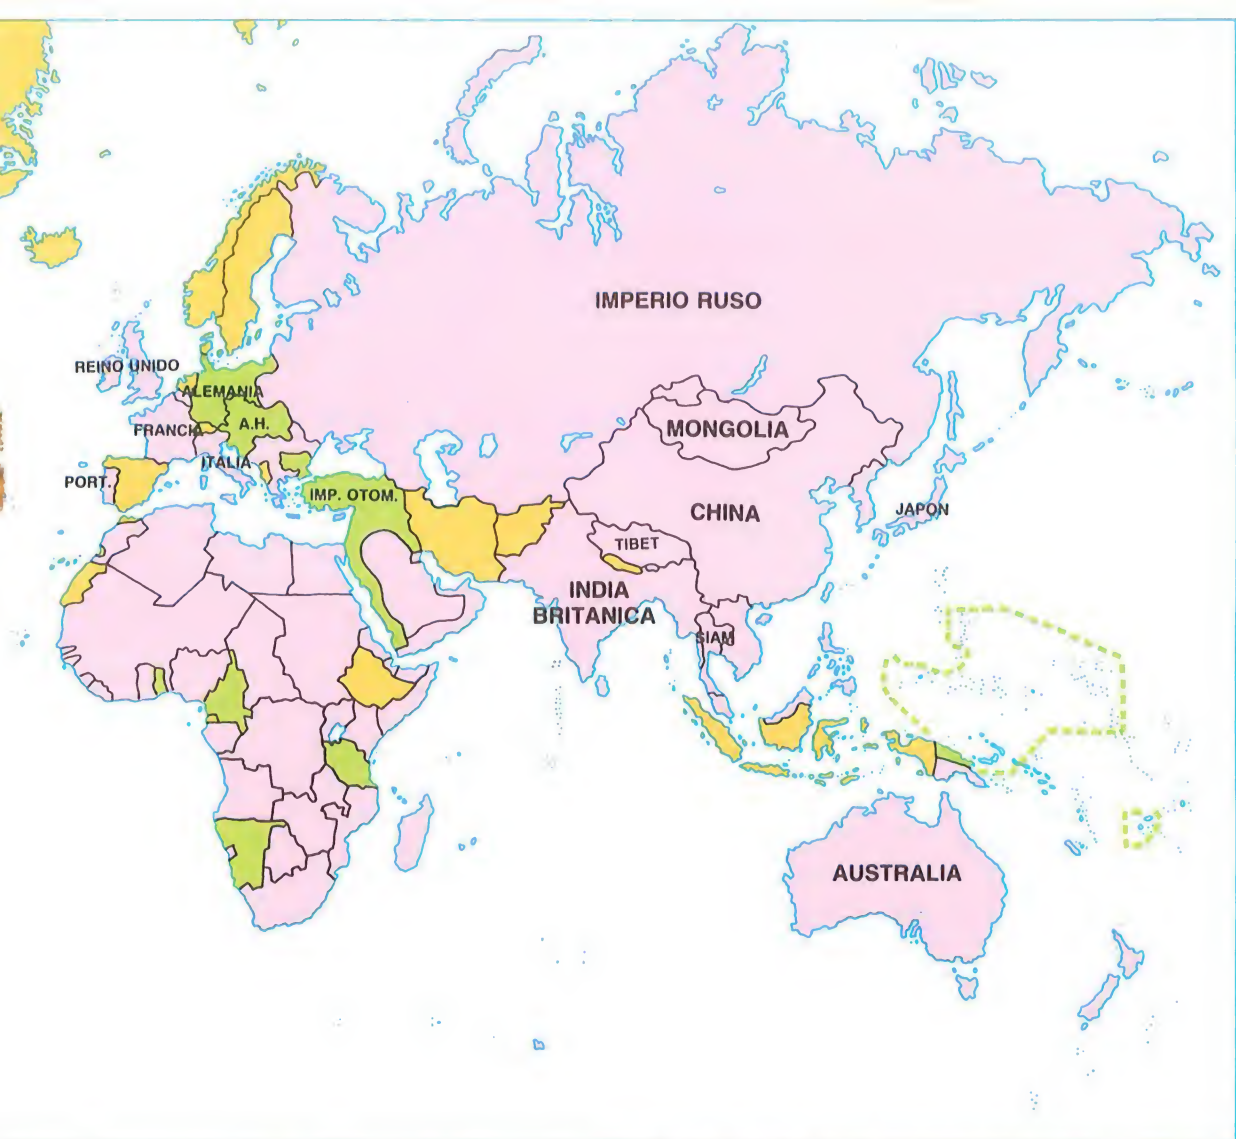 IMPERIO RUSO
REINO UNIDO
ALEMANIA
A.H.
FRANCIA
ITALIA
PORT.
IMP. OTOM.
MONGOLIA
CHINA
JAPON
TIBET
INDIA
BRITANICA
SIAM
AUSTRALIA